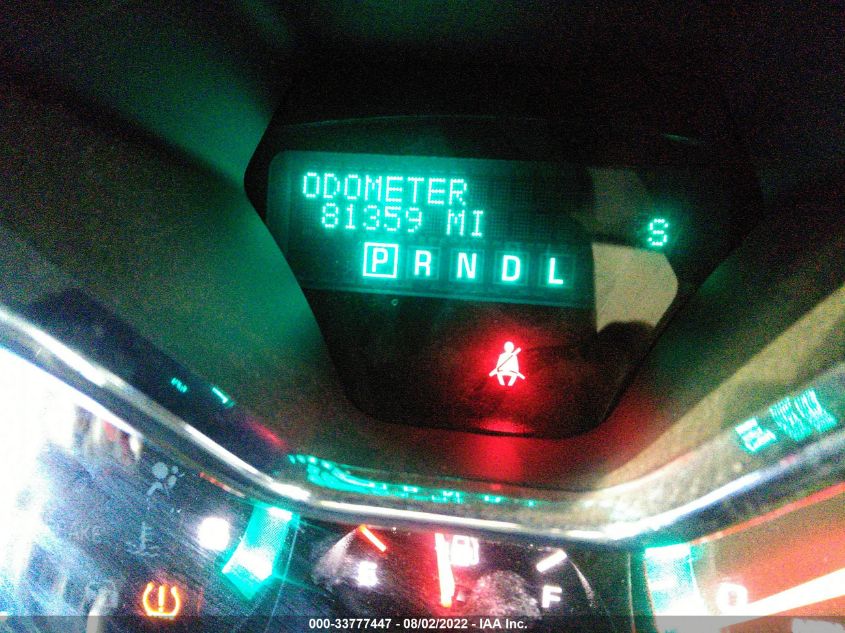 ODOMETER
81359 MI
S
P R N D L
E
F
000-33777447 - 08/02/2022 - IAA Inc.